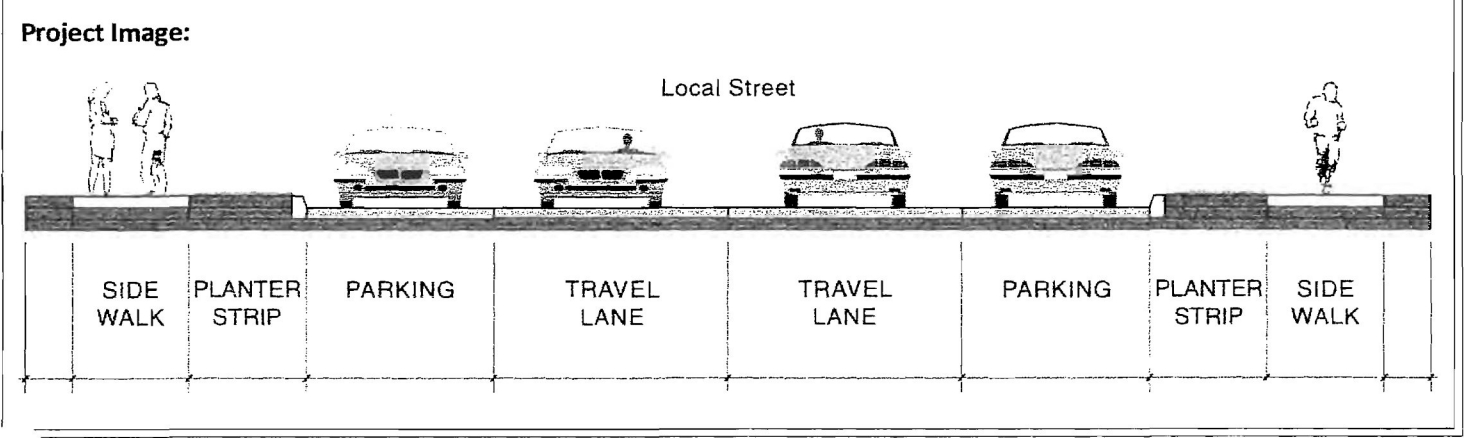 Project Image:
Local Street
SIDE WALK
PLANTER STRIP
PARKING
TRAVEL LANE
TRAVEL LANE
PARKING
PLANTER STRIP
SIDE WALK